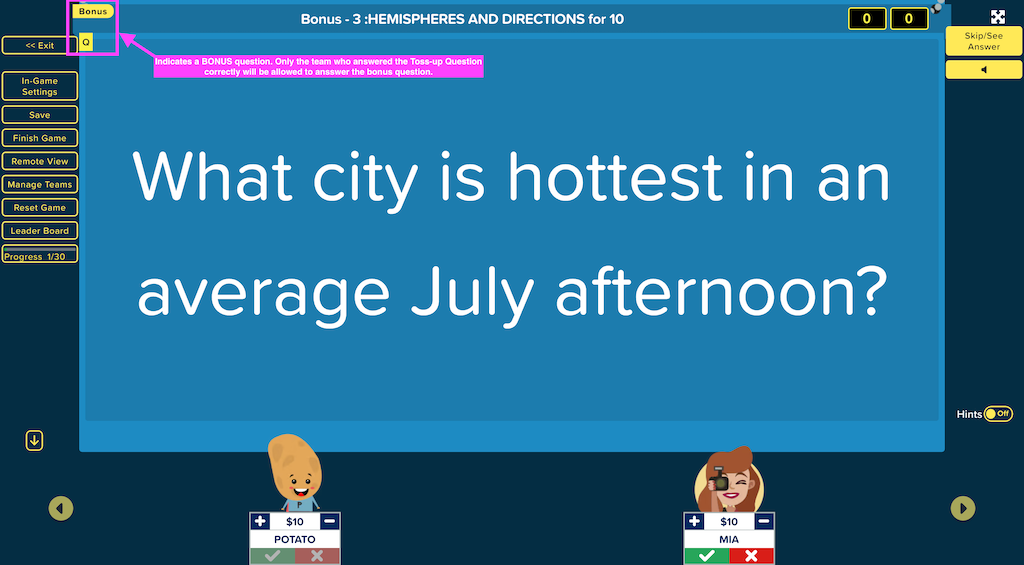 Bonus
Bonus - 3 :HEMISPHERES AND DIRECTIONS for 10
0 0
<< Exit
Q
Skip/See
Answer
Indicates a BONUS question. Only the team who answered the Toss-up Question
correctly will be allowed to ansswer the bonus question.
In-Game
Settings
Save
Finish Game
Remote View
Manage Teams
Reset Game
Leader Board
Progress 1/30
What city is hottest in an
average July afternoon?
Hints Off
P
+ $10 −
POTATO
+ $10 −
MIA